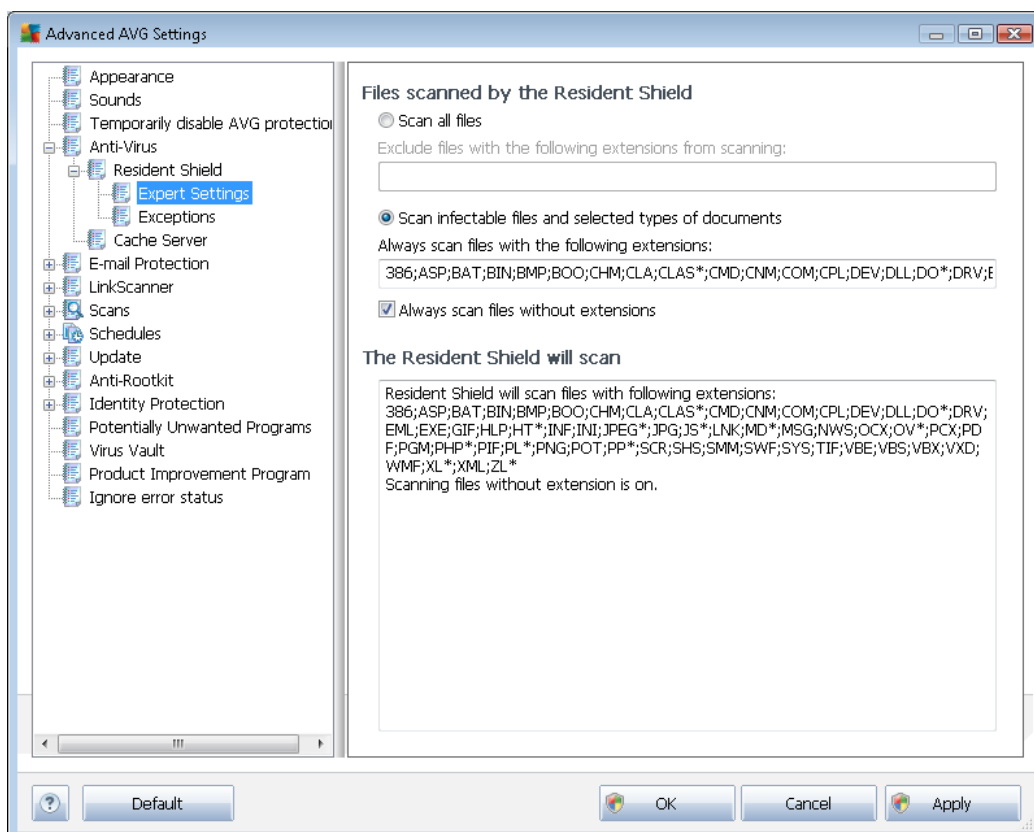 Advanced AVG Settings
Appearance
Sounds
Temporarily disable AVG protection
Anti-Virus
Resident Shield
Expert Settings
Exceptions
Cache Server
E-mail Protection
LinkScanner
Scans
Schedules
Update
Anti-Rootkit
Identity Protection
Potentially Unwanted Programs
Virus Vault
Product Improvement Program
Ignore error status
Files scanned by the Resident Shield
Scan all files
Exclude files with the following extensions from scanning:
Scan infectable files and selected types of documents
Always scan files with the following extensions:
386;ASP;BAT;BIN;BMP;BOO;CHM;CLA;CLAS*;CMD;CNM;COM;CPL;DEV;DLL;DO*;DRV;E
Always scan files without extensions
The Resident Shield will scan
Resident Shield will scan files with following extensions:
386;ASP;BAT;BIN;BMP;BOO;CHM;CLA;CLAS*;CMD;CNM;COM;CPL;DEV;DLL;DO*;DRV;
EML;EXE;GIF;HLP;HT*;INF;INI;JPEG*;JPG;JS*;LNK;MD*;MSG;NWS;OCX;OV*;PCX;PD
F;PGM;PHP*;PIF;PL*;PNG;POT;PP*;SCR;SHS;SMM;SWF;SYS;TIF;VBE;VBS;VBX;VXD;
WMF;XL*;XML;ZL*
Scanning files without extension is on.
?
Default
OK
Cancel
Apply